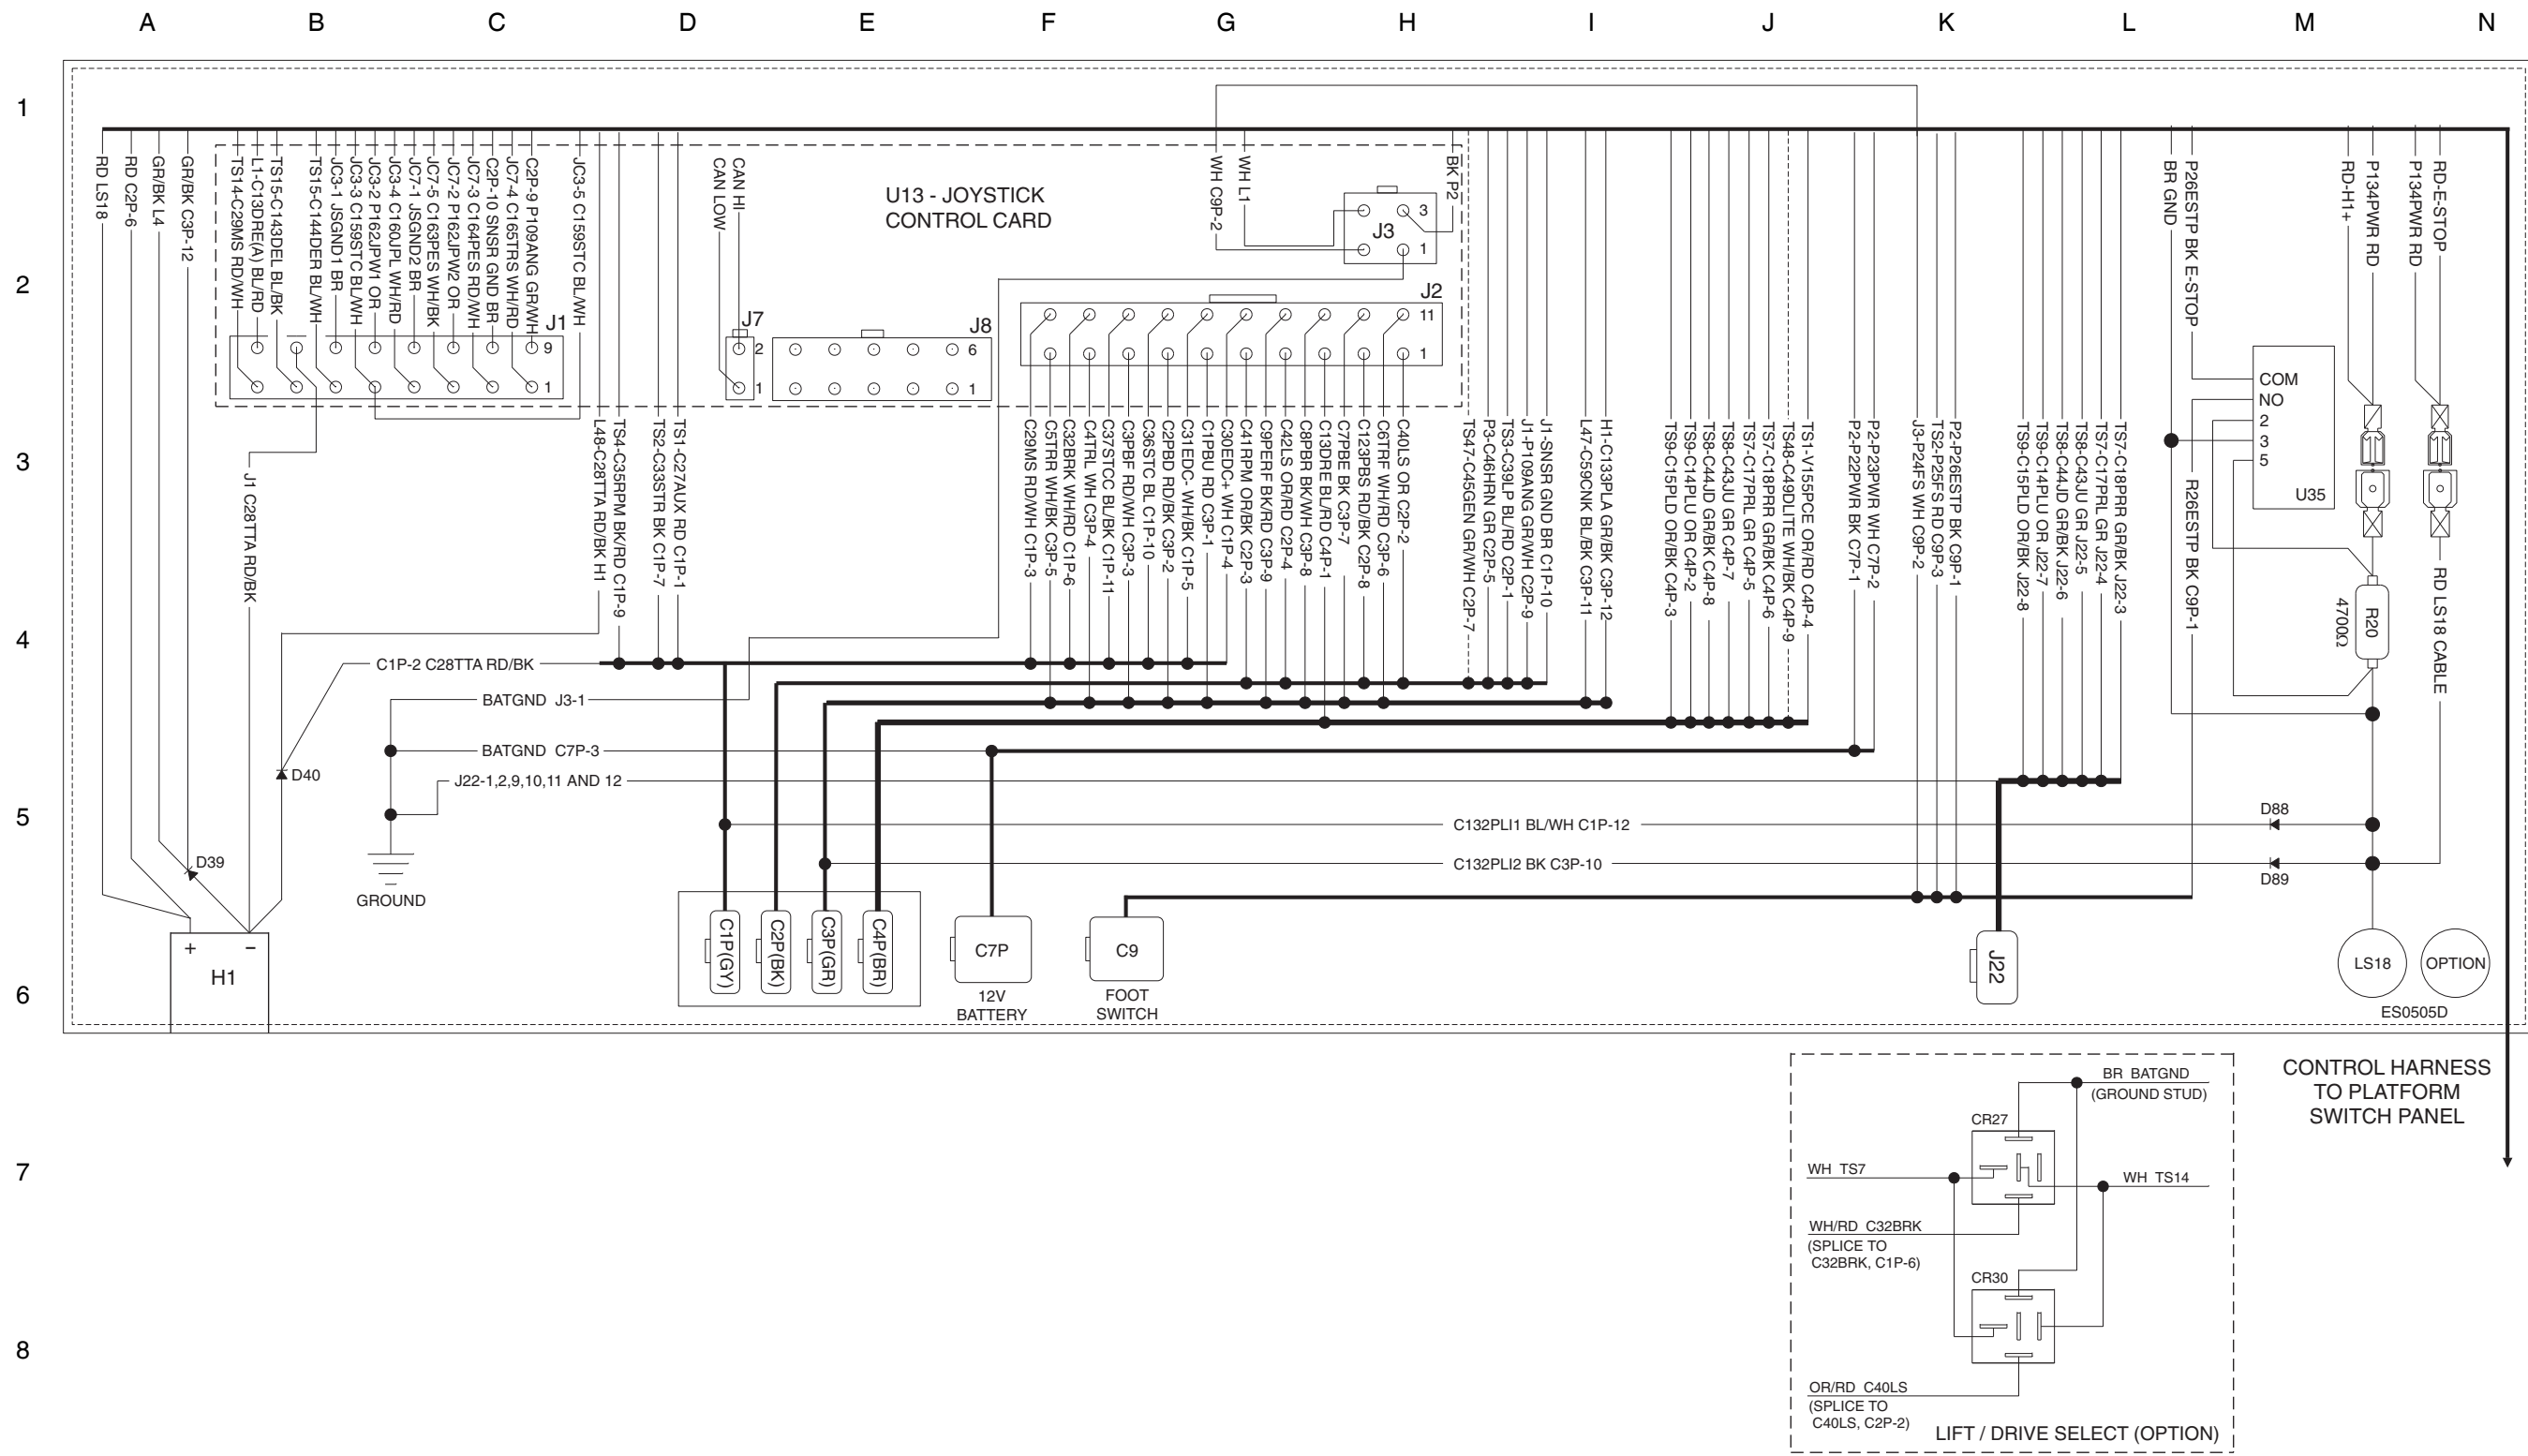 A B C D E F G H I J K L M N
1
2
3
4
5
6
7
8
RD LS18
RD C2P-6
GR/BK L4
GR/BK C3P-12
TS14-C29MS RD/WH
L1-C13DRE(A) BL/RD
TS15-C143DEL BL/BK
TS15-C144DER BL/WH
JC3-1 JSGND1 BR
JC3-3 C159STC BL/WH
JC3-2 P162JPW1 OR
JC3-4 C160JPL WH/RD
JC7-1 JSGND2 BR
JC7-5 C163PES WH/BK
JC7-2 P162JPW2 OR
JC7-3 C164PES RD/WH
C2P-10 SNSR GND BR
JC7-4 C165TRS WH/RD
C2P-9 P109ANG GR/WH
JC3-5 C159STC BL/WH
J1
9
1
CAN LOW
CAN HI
J7
2
1
U13 - JOYSTICK
CONTROL CARD
J8
6
1
WH C9P-2
WH L1
BK P2
J3
3
1
J2
11
1
P26ESTP BK E-STOP
BR GND
RD-H1+
P134PWR RD
P134PWR RD
RD-E-STOP
J1 C28TTA RD/BK
L48-C28TTA RD/BK H1
TS4-C35RPM BK/RD C1P-9
TS2-C33STR BK C1P-7
TS1-C27AUX RD C1P-1
C29MS RD/WH C1P-3
C5TRR WH/BK C3P-5
C32BRK WH/RD C1P-6
C4TRL WH C3P-4
C37STCC BL/BK C1P-11
C3PBF RD/WH C3P-3
C36STC BL C1P-10
C2PBD RD/BK C3P-2
C31EDC- WH/BK C1P-5
C1PBU RD C3P-1
C30EDC+ WH C1P-4
C41RPM OR/BK C2P-3
C9PERF BK/RD C3P-9
C42LS OR/RD C2P-4
C8PBR BK/WH C3P-8
C13DRE BL/RD C4P-1
C7PBE BK C3P-7
C123PBS RD/BK C2P-8
C6TRF WH/RD C3P-6
C40LS OR C2P-2
TS47-C45GEN GR/WH C2P-7
P3-C46HRN GR C2P-5
TS3-C39LP BL/RD C2P-1
J1-P109ANG GR/WH C2P-9
J1-SNSR GND BR C1P-10
L47-C59CNK BL/BK C3P-11
H1-C133PLA GR/BK C3P-12
TS9-C15PLD OR/BK C4P-3
TS9-C14PLU OR C4P-2
TS8-C44JD GR/BK C4P-8
TS8-C43JU GR C4P-7
TS7-C17PRL GR C4P-5
TS7-C18PRR GR/BK C4P-6
TS48-C49DLITE WH/BK C4P-9
TS1-V155PCE OR/RD C4P-4
P2-P22PWR BK C7P-1
P2-P23PWR WH C7P-2
J3-P24FS WH C9P-2
TS2-P25FS RD C9P-3
P2-P26ESTP BK C9P-1
TS9-C15PLD OR/BK J22-8
TS9-C14PLU OR J22-7
TS8-C44JD GR/BK J22-6
TS8-C43JU GR J22-5
TS7-C17PRL GR J22-4
TS7-C18PRR GR/BK J22-3
R26ESTP BK C9P-1
COM
NO
2
3
5
U35
R20
4700Ω
RD LS18 CABLE
C1P-2 C28TTA RD/BK
BATGND J3-1
BATGND C7P-3
J22-1,2,9,10,11 AND 12
D40
D39
GROUND
C132PLI1 BL/WH C1P-12
C132PLI2 BK C3P-10
D88
D89
+
−
H1
C1P(GY)
C2P(BK)
C3P(GR)
C4P(BR)
C7P
12V
BATTERY
C9
FOOT
SWITCH
J22
LS18
OPTION
ES0505D
CONTROL HARNESS
TO PLATFORM
SWITCH PANEL
BR BATGND
(GROUND STUD)
CR27
WH TS7
WH TS14
WH/RD C32BRK
(SPLICE TO
C32BRK, C1P-6)
CR30
OR/RD C40LS
(SPLICE TO
C40LS, C2P-2)
LIFT / DRIVE SELECT (OPTION)